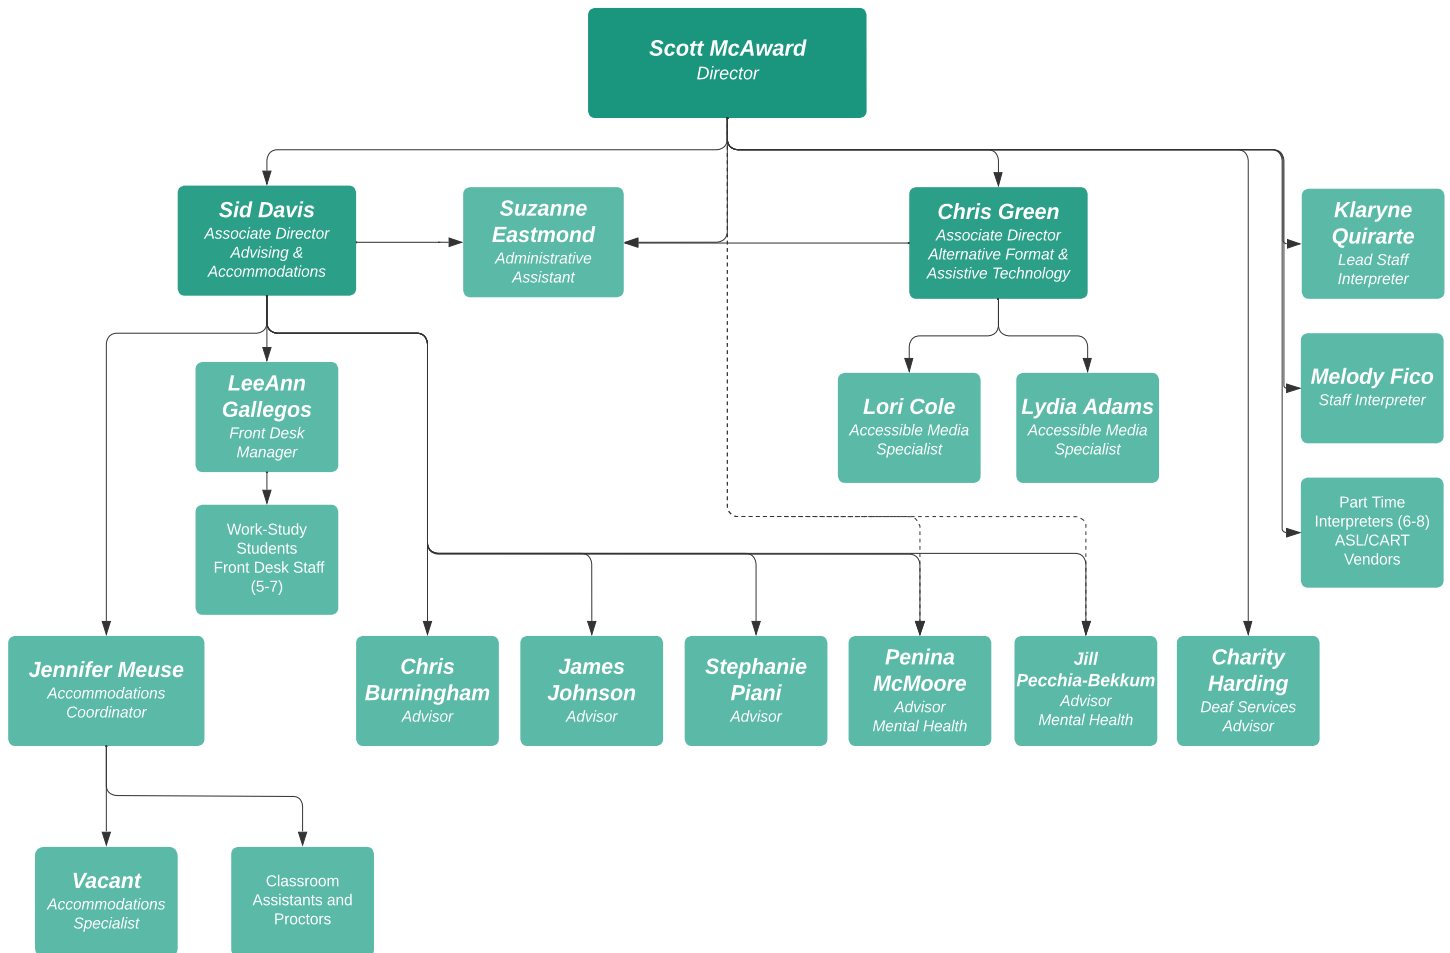 Scott McAward
Director
Sid Davis
Associate Director
Advising &
Accommodations
Suzanne
Eastmond
Administrative
Assistant
Chris Green
Associate Director
Alternative Format &
Assistive Technology
Klaryne
Quirarte
Lead Staff
Interpreter
LeeAnn
Gallegos
Front Desk
Manager
Lori Cole
Accessible Media
Specialist
Lydia Adams
Accessible Media
Specialist
Melody Fico
Staff Interpreter
Work-Study
Students
Front Desk Staff
(5-7)
Part Time
Interpreters (6-8)
ASL/CART
Vendors
Jennifer Meuse
Accommodations
Coordinator
Chris
Burningham
Advisor
James
Johnson
Advisor
Stephanie
Piani
Advisor
Penina
McMoore
Advisor
Mental Health
Jill
Pecchia-Bekkum
Advisor
Mental Health
Charity
Harding
Deaf Services
Advisor
Vacant
Accommodations
Specialist
Classroom
Assistants and
Proctors